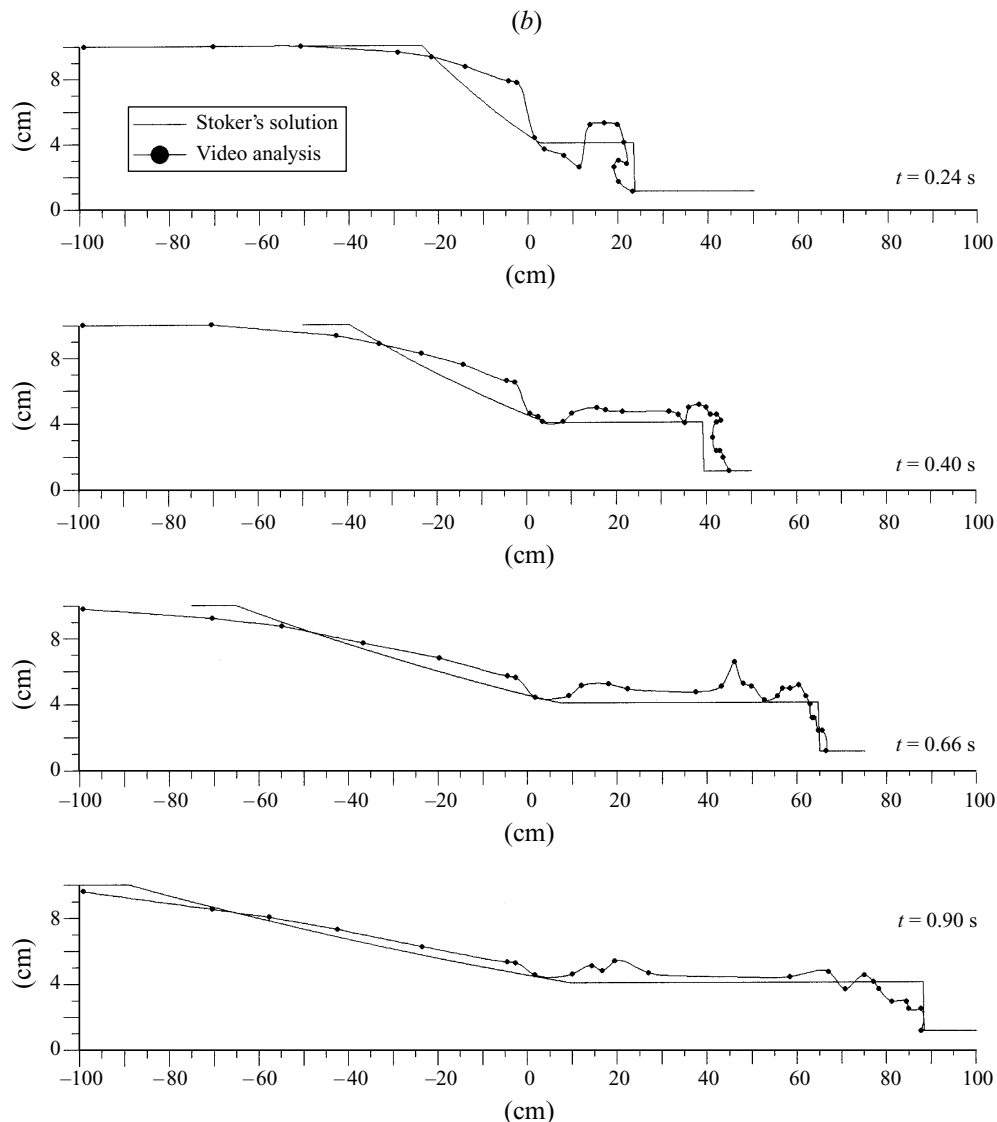 (b)
8
(cm)
4
0
Stoker's solution
Video analysis
t = 0.24 s
–100 –80 –60 –40 –20 0 20 40 60 80 100
(cm)
8
(cm)
4
0
t = 0.40 s
–100 –80 –60 –40 –20 0 20 40 60 80 100
(cm)
8
(cm)
4
0
t = 0.66 s
–100 –80 –60 –40 –20 0 20 40 60 80 100
(cm)
8
(cm)
4
0
t = 0.90 s
–100 –80 –60 –40 –20 0 20 40 60 80 100
(cm)